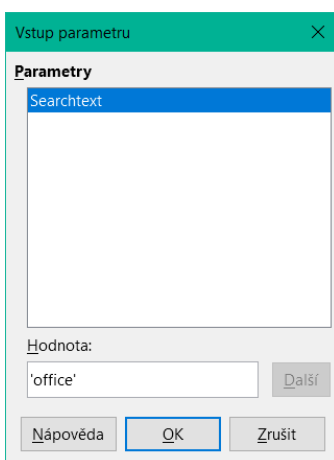 Vstup parametru
Parametry
Searchtext
Hodnota:
'office'
Další
Nápověda
OK
Zrušit